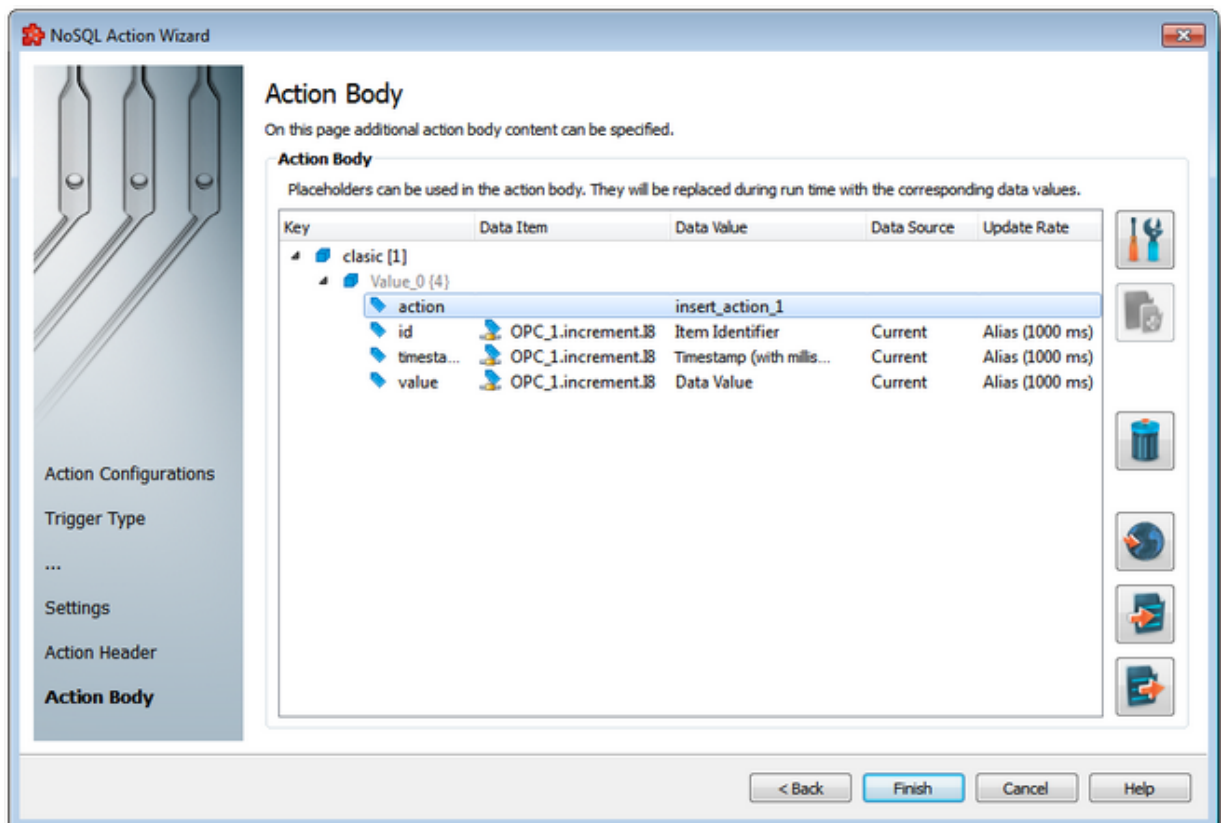 NoSQL Action Wizard
Action Body
On this page additional action body content can be specified.
Action Body
Placeholders can be used in the action body. They will be replaced during run time with the corresponding data values.
Key Data Item Data Value Data Source Update Rate
clasic [1]
Value_0 {4}
action insert_action_1
id OPC_1.increment.I8 Item Identifier Current Alias (1000 ms)
timesta... OPC_1.increment.I8 Timestamp (with millis... Current Alias (1000 ms)
value OPC_1.increment.I8 Data Value Current Alias (1000 ms)
Action Configurations
Trigger Type
...
Settings
Action Header
Action Body
< Back Finish Cancel Help